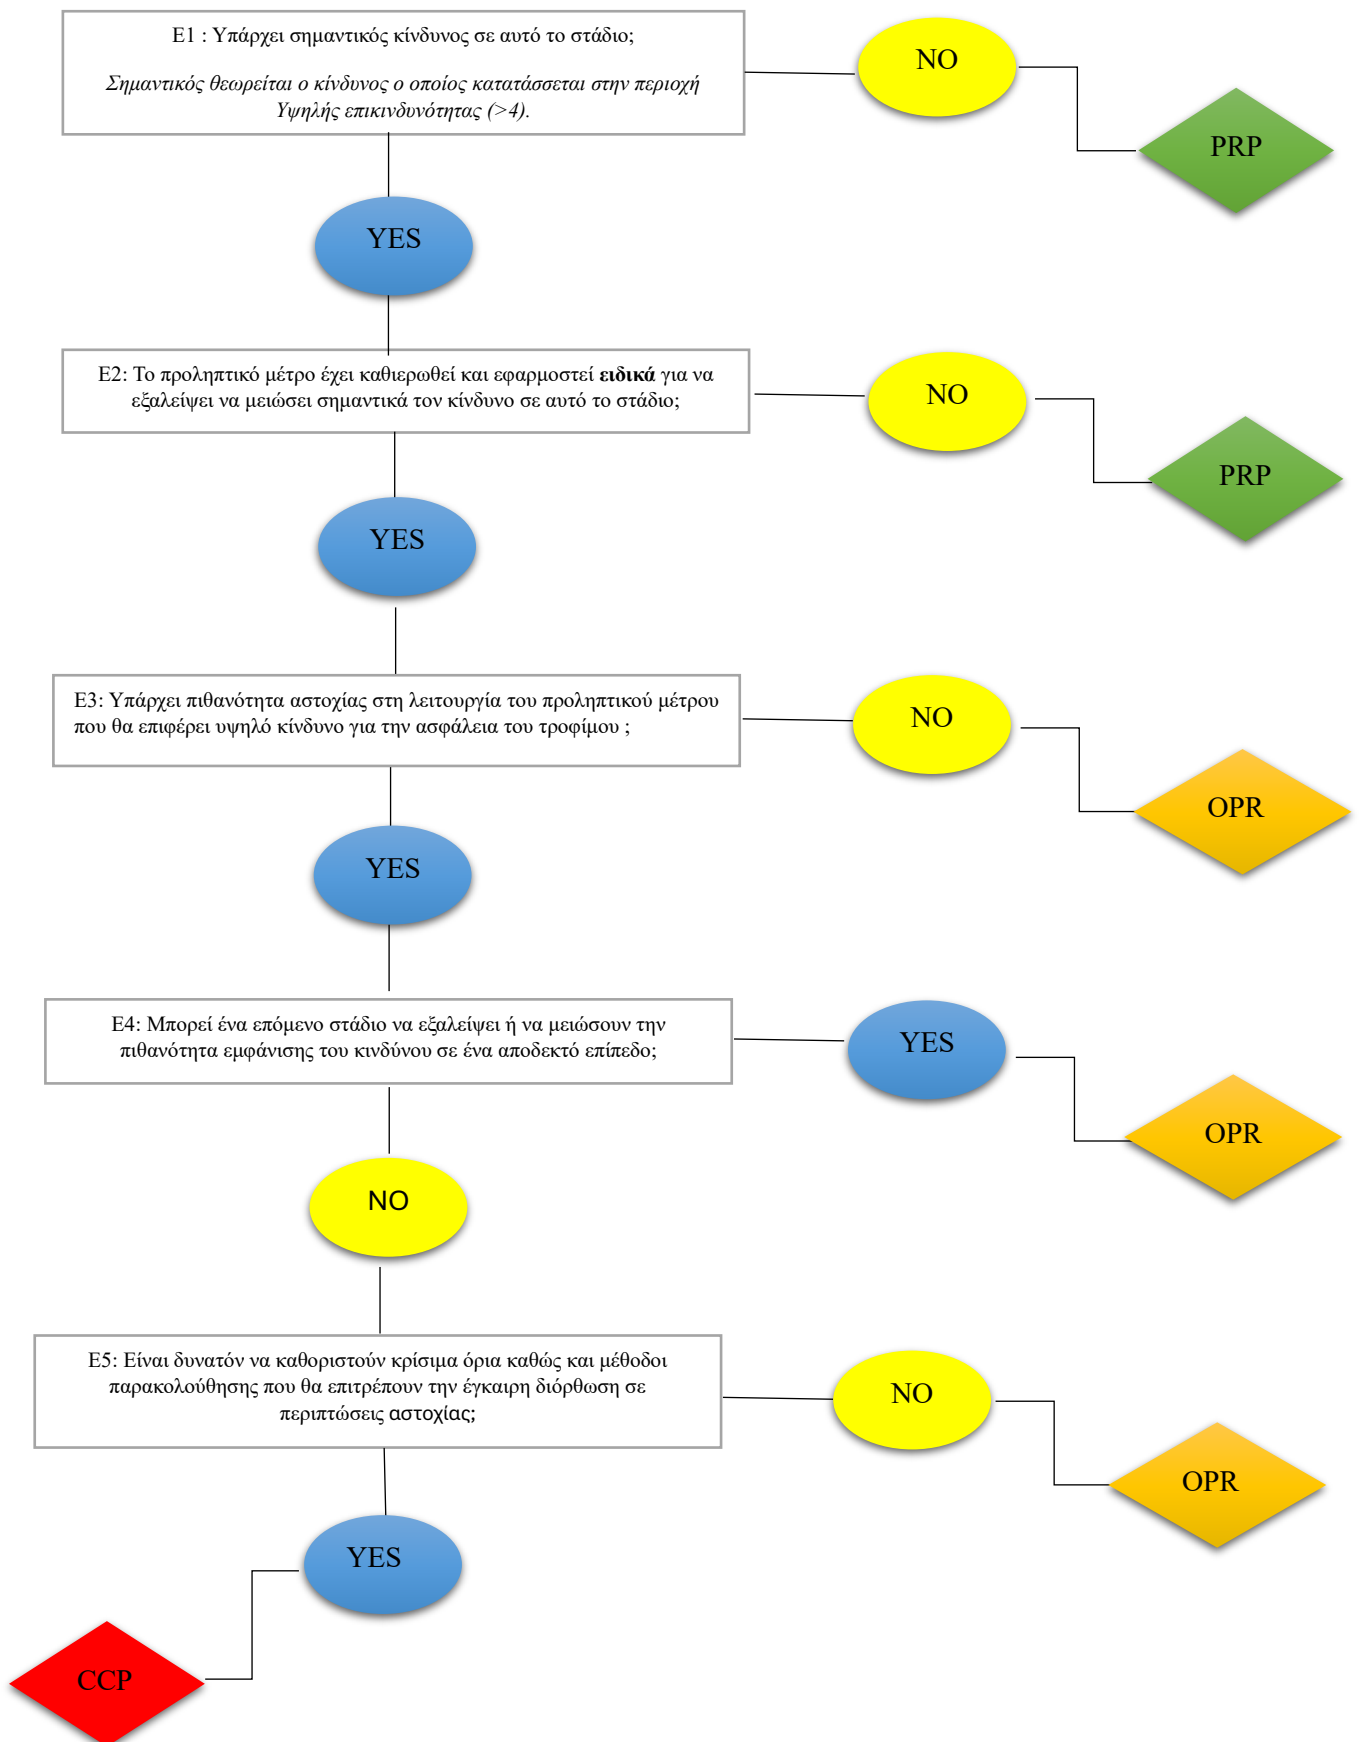 Ε1 : Υπάρχει σημαντικός κίνδυνος σε αυτό το στάδιο;
Σημαντικός θεωρείται ο κίνδυνος ο οποίος κατατάσσεται στην περιοχή
Υψηλής επικινδυνότητας (>4).
NO
PRP
YES
Ε2: Το προληπτικό μέτρο έχει καθιερωθεί και εφαρμοστεί ειδικά για να
εξαλείψει να μειώσει σημαντικά τον κίνδυνο σε αυτό το στάδιο;
NO
PRP
YES
Ε3: Υπάρχει πιθανότητα αστοχίας στη λειτουργία του προληπτικού μέτρου
που θα επιφέρει υψηλό κίνδυνο για την ασφάλεια του τροφίμου ;
NO
OPR
YES
Ε4: Μπορεί ένα επόμενο στάδιο να εξαλείψει ή να μειώσουν την
πιθανότητα εμφάνισης του κινδύνου σε ένα αποδεκτό επίπεδο;
YES
OPR
NO
Ε5: Είναι δυνατόν να καθοριστούν κρίσιμα όρια καθώς και μέθοδοι
παρακολούθησης που θα επιτρέπουν την έγκαιρη διόρθωση σε
περιπτώσεις αστοχίας;
NO
OPR
YES
CCP